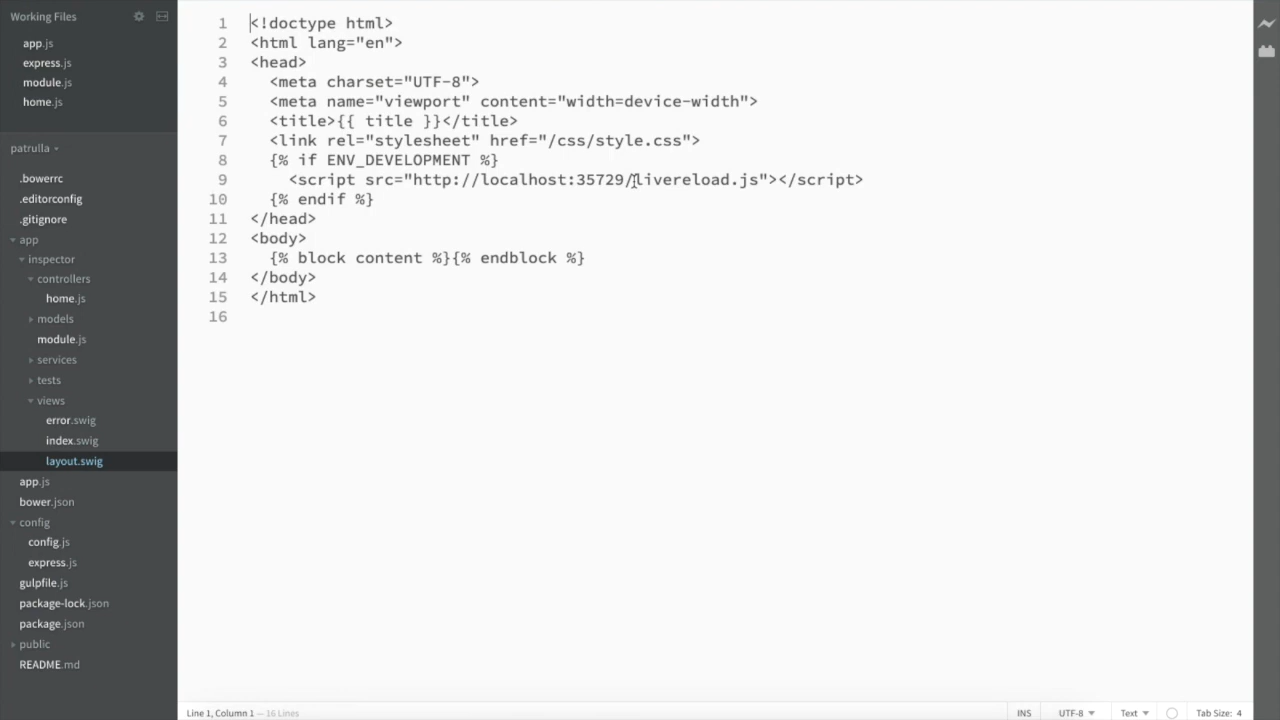 Working Files
app.js
express.js
module.js
home.js
patrulla
.bowerrc
.editorconfig
.gitignore
app
inspector
controllers
home.js
models
module.js
services
tests
views
error.swig
index.swig
layout.swig
app.js
bower.json
config
config.js
express.js
gulpfile.js
package-lock.json
package.json
public
README.md
1 <!doctype html>
2 <html lang="en">
3 <head>
4   <meta charset="UTF-8">
5   <meta name="viewport" content="width=device-width">
6   <title>{{ title }}</title>
7   <link rel="stylesheet" href="/css/style.css">
8   {% if ENV_DEVELOPMENT %}
9     <script src="http://localhost:35729/livereload.js"></script>
10   {% endif %}
11 </head>
12 <body>
13   {% block content %}{% endblock %}
14 </body>
15 </html>
16
Line 1, Column 1 — 16 Lines
INS UTF-8 Text Tab Size: 4